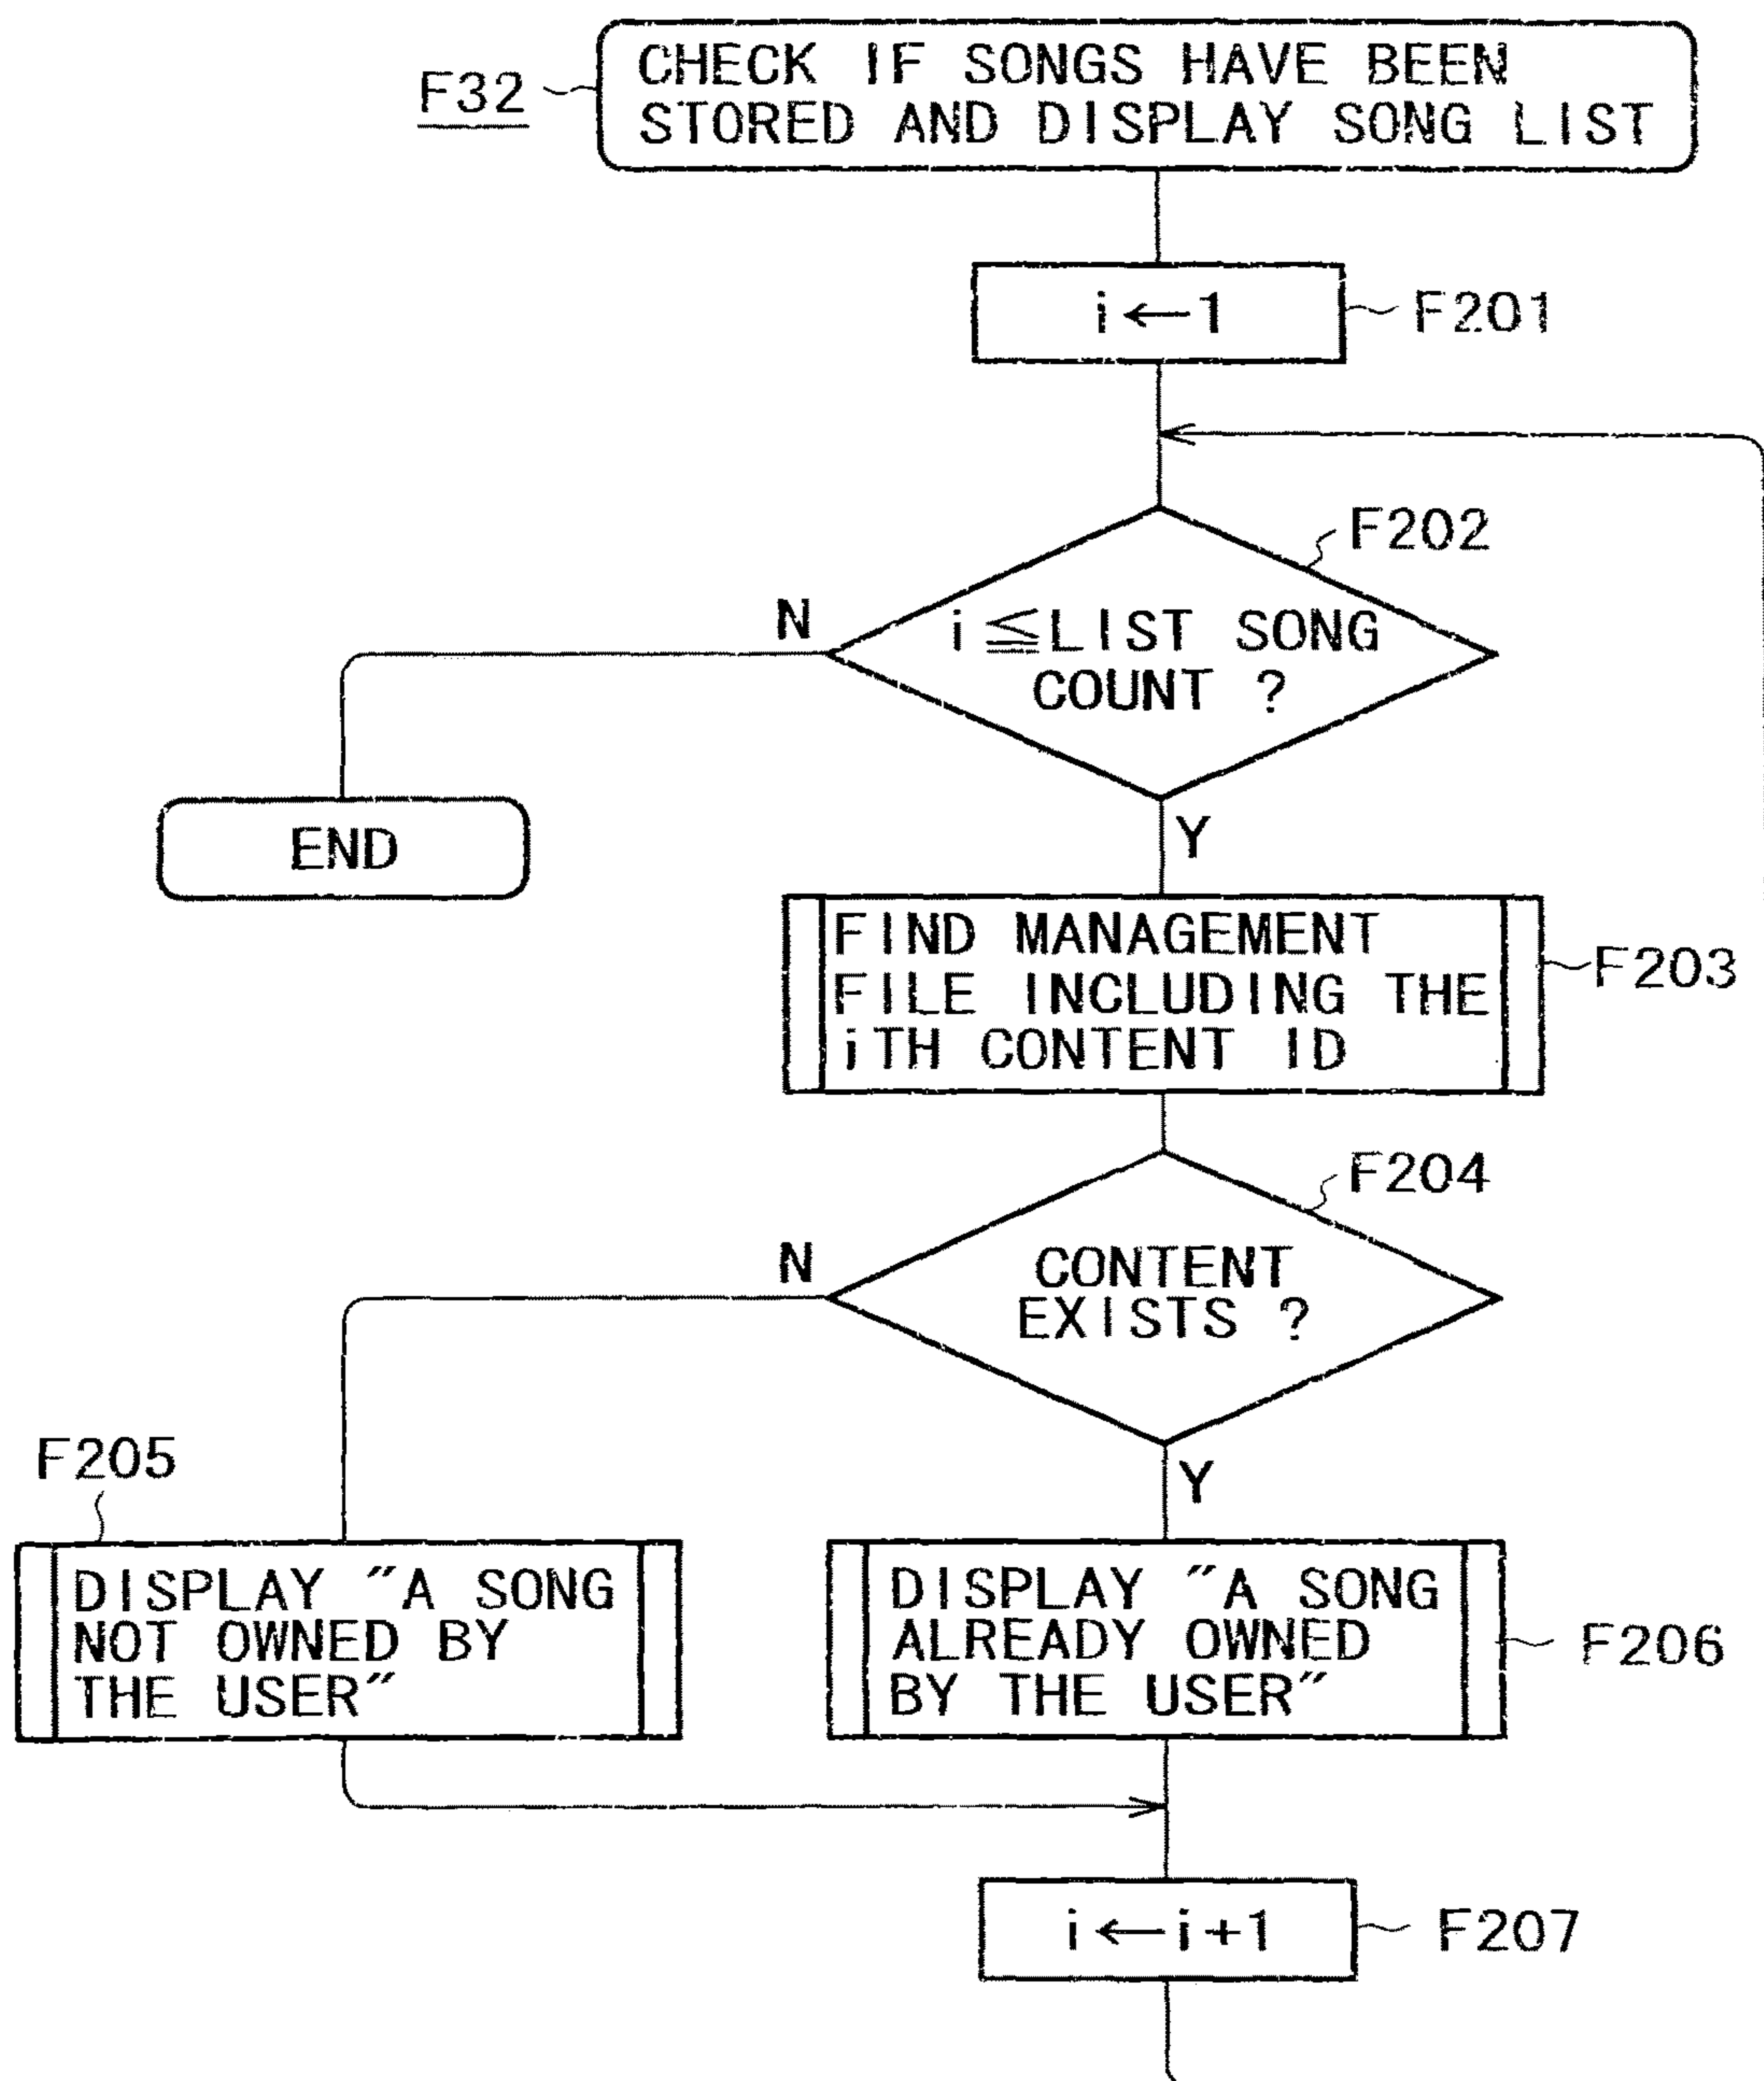 F32
CHECK IF SONGS HAVE BEEN
STORED AND DISPLAY SONG LIST
i←1
F201
F202
N
i≦LIST SONG
COUNT ?
END
Y
FIND MANAGEMENT
FILE INCLUDING THE
iTH CONTENT ID
F203
F204
N
CONTENT
EXISTS ?
Y
F205
DISPLAY "A SONG
NOT OWNED BY
THE USER"
DISPLAY "A SONG
ALREADY OWNED
BY THE USER"
F206
i←i+1
F207